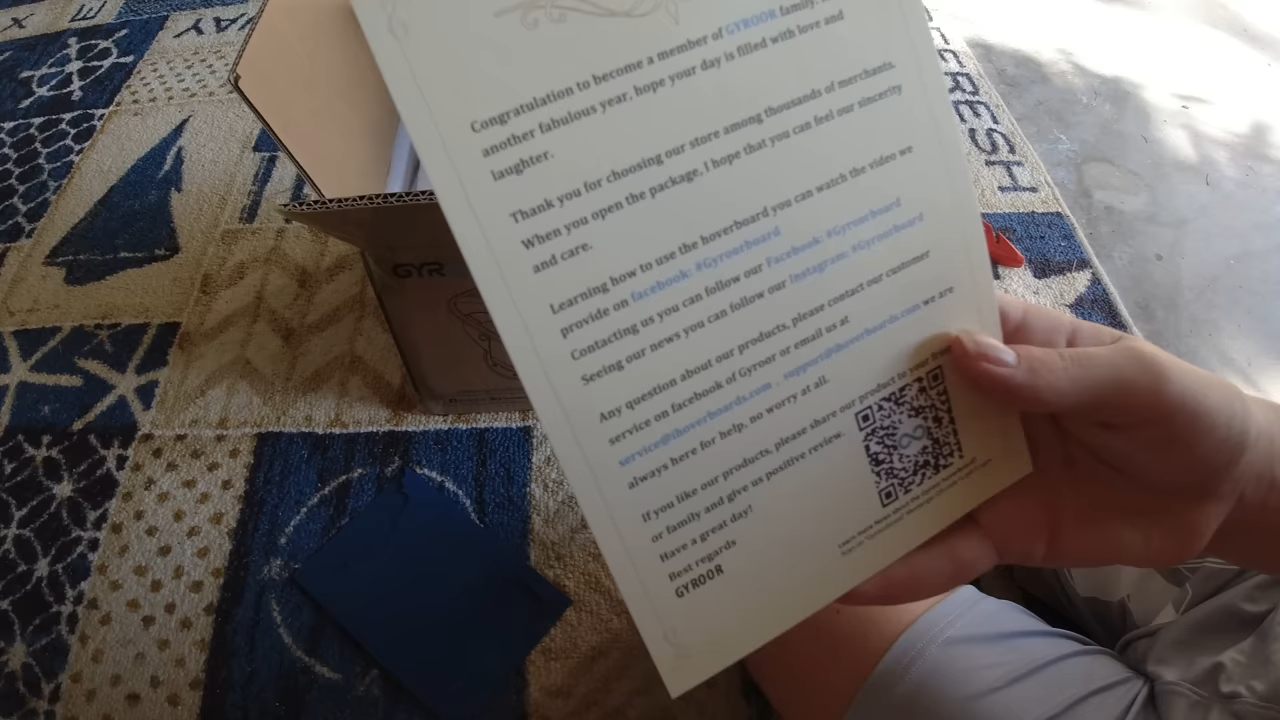 Congratulation to become a member of GYROOR family.
another fabulous year, hope your day is filled with love and
laughter.
Thank you for choosing our store among thousands of merchants.
When you open the package, I hope that you can feel our sincerity
and care.
Learning how to use the hoverboard you can watch the video we
provide on facebook: #Gyroorboard
Contacting us you can follow our Facebook: #Gyroorboard
Seeing our news you can follow our Instagram: #Gyroorboard
Any question about our products, please contact our customer
service on facebook of Gyroor or email us at
service@ihoverboards.com , support@ihoverboards.com we are
always here for help, no worry at all.
If you like our products, please share our product to your
or family and give us positive review.
Have a great day!
Best regards
GYROOR
GYR